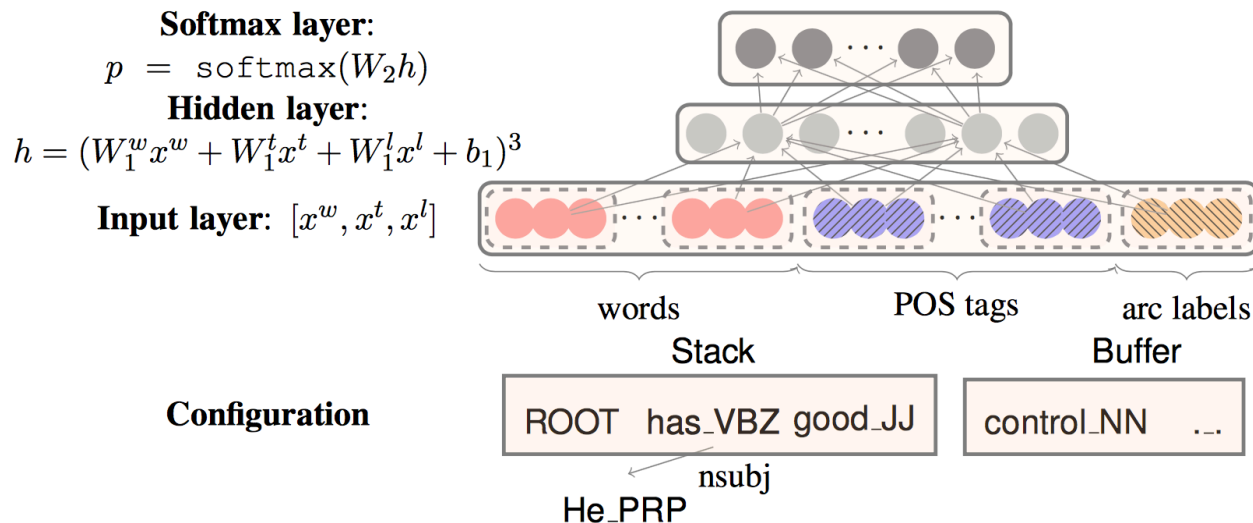 Softmax layer:
p = softmax(W₂h)
Hidden layer:
h = (W₁ʷxʷ + W₁ᵗxᵗ + W₁ˡxˡ + b₁)³
Input layer: [xʷ, xᵗ, xˡ]
··· 
···
··· ···
words POS tags arc labels
Stack Buffer
Configuration
ROOT has_VBZ good_JJ control_NN ._.
nsubj
He_PRP